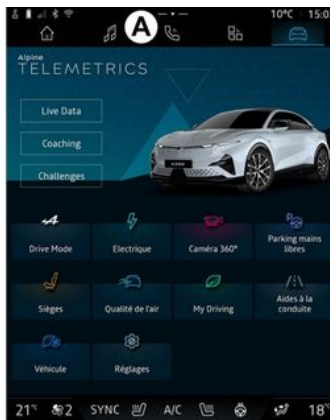 10°C 15:0
A
Alpine
TELEMETRICS
Live Data
Coaching
Challenges
Drive Mode
Electrique
Caméra 360°
Parking mains
libres
Sièges
Qualité de l'air
My Driving
Aides à la
conduite
Véhicule
Réglages
21° 2 SYNC A/C 18°